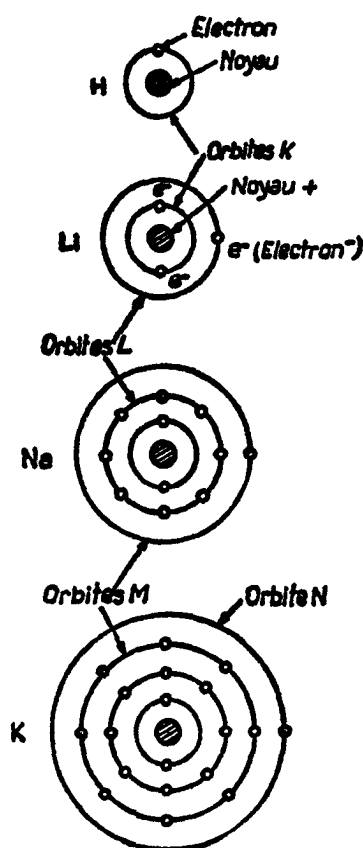 Electron
Noyau
H
Orbites K
e-
Noyau +
Li
e- (Electron-)
e-
Orbites L
Na
Orbites M
Orbite N
K